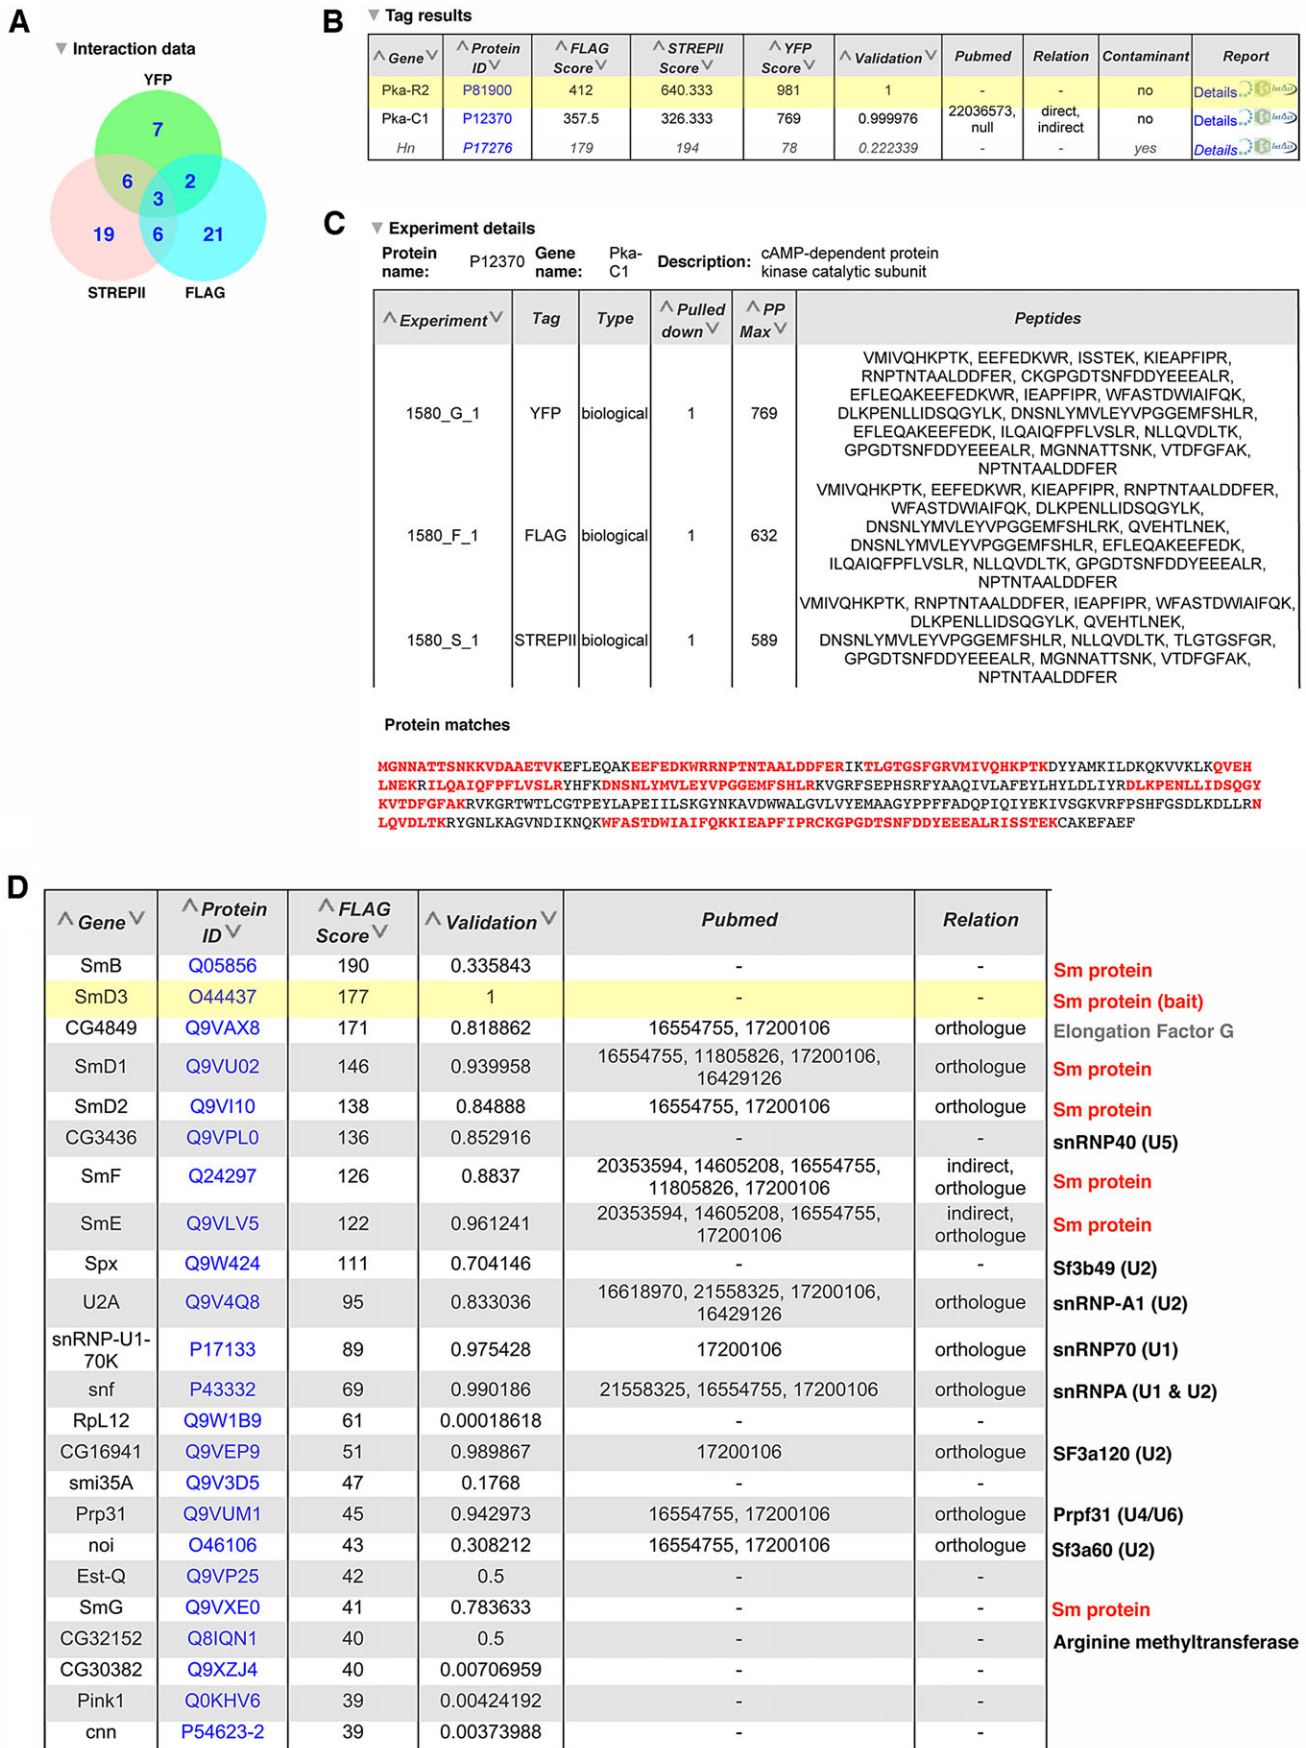 A
▼ Interaction data
YFP
7
6
2
3
19
6
21
STREPII
FLAG
B
▼ Tag results
Gene Protein ID FLAG Score STREPII Score YFP Score Validation Pubmed Relation Contaminant Report
Pka-R2 P81900 412 640.333 981 1 - - no Details IntAct
Pka-C1 P12370 357.5 326.333 769 0.999976 22036573, null direct, indirect no Details IntAct
Hn P17276 179 194 78 0.222339 - - yes Details IntAct
C
▼ Experiment details
Protein name: P12370 Gene name: Pka-C1 Description: cAMP-dependent protein kinase catalytic subunit
Experiment Tag Type Pulled down PP Max Peptides
1580_G_1 YFP biological 1 769
VMIVQHKPTK, EEFEDKWR, ISSTEK, KIEAPFIPR,
RNPTNTAALDDFER, CKGPGDTSNFDDYEEEALR,
EFLEQAKEEFEDKWR, IEAPFIPR, WFASTDWIAIFQK,
DLKPENLLIDSQGYLK, DNSNLYMVLEYVPGGEMFSHLR,
EFLEQAKEEFEDK, ILQAIQFPFLVSLR, NLLQVDLTK,
GPGDTSNFDDYEEEALR, MGNNATTSNK, VTDFGFAK,
NPTNTAALDDFER
1580_F_1 FLAG biological 1 632
VMIVQHKPTK, EEFEDKWR, KIEAPFIPR, RNPTNTAALDDFER,
WFASTDWIAIFQK, DLKPENLLIDSQGYLK,
DNSNLYMVLEYVPGGEMFSHLRK, QVEHTLNEK,
DNSNLYMVLEYVPGGEMFSHLR, EFLEQAKEEFEDK,
ILQAIQFPFLVSLR, NLLQVDLTK, GPGDTSNFDDYEEEALR,
NPTNTAALDDFER
1580_S_1 STREPII biological 1 589
VMIVQHKPTK, RNPTNTAALDDFER, IEAPFIPR, WFASTDWIAIFQK,
DLKPENLLIDSQGYLK, QVEHTLNEK,
DNSNLYMVLEYVPGGEMFSHLR, NLLQVDLTK, TLGTGSFGR,
GPGDTSNFDDYEEEALR, MGNNATTSNK, VTDFGFAK,
NPTNTAALDDFER
Protein matches
MGNNATTSNKKVDAAETVKEFLEQAKEEFEDKWRRNPTNTAALDDFERIKTLGTGSFGRVMIVQHKPTKDYYAMKILDKQKVVKLKQVEH
LNEKRILQAIQFPFLVSLRYHFKDNSNLYMVLEYVPGGEMFSHLRKVGRFSEPHSRFYAAQIVLAFEYLHYLDLIYRDLKPENLLIDSQGY
KVTDFGFAKRVKGRTWTLCGTPEYLAPEIILSKGYNKAVDWWALGVLVYEMAAGYPPFFADQPIQIYEKIVSGKVRFPSHFGSDLKDLLRN
LQVDLTKRYGNLKAGVNDIKNQKWFASTDWIAIFQKKIEAPFIPRCKGPGDTSNFDDYEEEALRISSTEKCAKEFAEF
D
Gene Protein ID FLAG Score Validation Pubmed Relation
SmB Q05856 190 0.335843 - - Sm protein
SmD3 O44437 177 1 - - Sm protein (bait)
CG4849 Q9VAX8 171 0.818862 16554755, 17200106 orthologue Elongation Factor G
SmD1 Q9VU02 146 0.939958 16554755, 11805826, 17200106, 16429126 orthologue Sm protein
SmD2 Q9VI10 138 0.84888 16554755, 17200106 orthologue Sm protein
CG3436 Q9VPL0 136 0.852916 - - snRNP40 (U5)
SmF Q24297 126 0.8837 20353594, 14605208, 16554755, 11805826, 17200106 indirect, orthologue Sm protein
SmE Q9VLV5 122 0.961241 20353594, 14605208, 16554755, 17200106 indirect, orthologue Sm protein
Spx Q9W424 111 0.704146 - - Sf3b49 (U2)
U2A Q9V4Q8 95 0.833036 16618970, 21558325, 17200106, 16429126 orthologue snRNP-A1 (U2)
snRNP-U1-70K P17133 89 0.975428 17200106 orthologue snRNP70 (U1)
snf P43332 69 0.990186 21558325, 16554755, 17200106 orthologue snRNPA (U1 & U2)
RpL12 Q9W1B9 61 0.00018618 - -
CG16941 Q9VEP9 51 0.989867 17200106 orthologue SF3a120 (U2)
smi35A Q9V3D5 47 0.1768 - -
Prp31 Q9VUM1 45 0.942973 16554755, 17200106 orthologue Prpf31 (U4/U6)
noi O46106 43 0.308212 16554755, 17200106 orthologue Sf3a60 (U2)
Est-Q Q9VP25 42 0.5 - -
SmG Q9VXE0 41 0.783633 - - Sm protein
CG32152 Q8IQN1 40 0.5 - - Arginine methyltransferase
CG30382 Q9XZJ4 40 0.00706959 - -
Pink1 Q0KHV6 39 0.00424192 - -
cnn P54623-2 39 0.00373988 - -